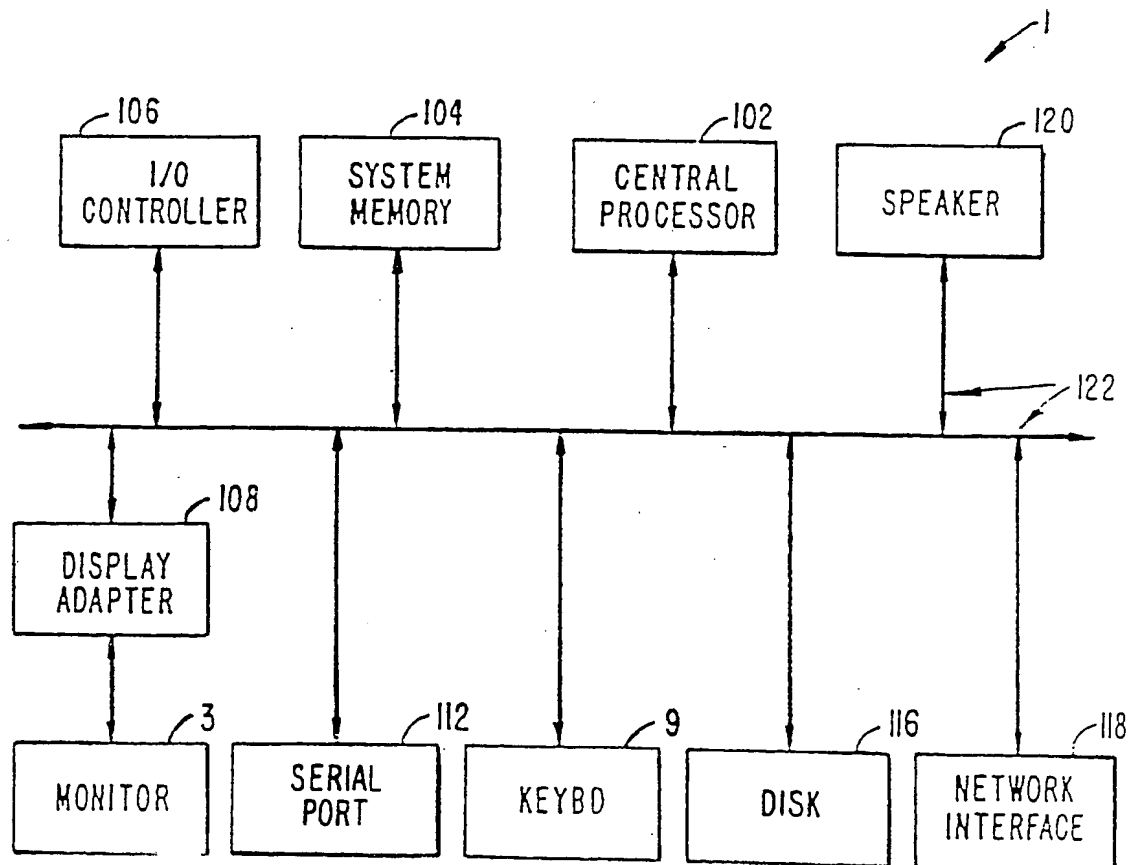 1
106
104
102
120
I/O
CONTROLLER
SYSTEM
MEMORY
CENTRAL
PROCESSOR
SPEAKER
122
108
DISPLAY
ADAPTER
3
112
9
116
118
MONITOR
SERIAL
PORT
KEYBD
DISK
NETWORK
INTERFACE